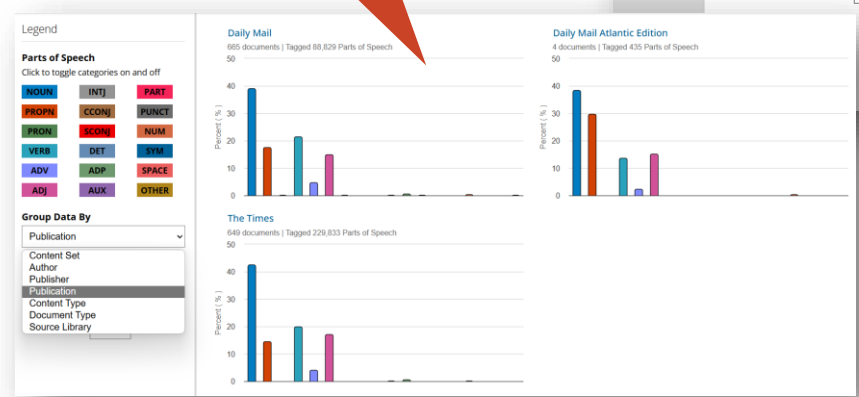 Legend
Parts of Speech
Click to toggle categories on and off
NOUN INTJ PART
PROPN CCONJ PUNCT
PRON SCONJ NUM
VERB DET SYM
ADV ADP SPACE
ADJ AUX OTHER
Group Data By
Publication
Content Set
Author
Publisher
Publication
Content Type
Document Type
Source Library
Daily Mail
665 documents | Tagged 88,829 Parts of Speech
50
40
30
20
10
0
Percent ( % )
Daily Mail Atlantic Edition
4 documents | Tagged 435 Parts of Speech
50
40
30
20
10
0
Percent ( % )
The Times
649 documents | Tagged 229,833 Parts of Speech
50
40
30
20
10
0
Percent ( % )